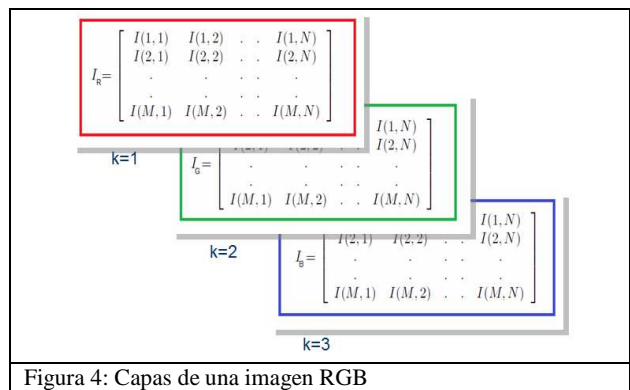 I(1,1) I(1,2) . . I(1,N)
I(2,1) I(2,2) . . I(2,N)
I_R= . . . . .
. . . . .
I(M,1) I(M,2) . . I(M,N)
k=1
I(1,N)
I(2,N)
I_G= . . . . .
. . . . .
I(M,1) I(M,2) . . I(M,N)
k=2
I(1,N)
I(2,1) I(2,2) . . I(2,N)
I_B= . . . . .
. . . . .
I(M,1) I(M,2) . . I(M,N)
k=3
Figura 4: Capas de una imagen RGB